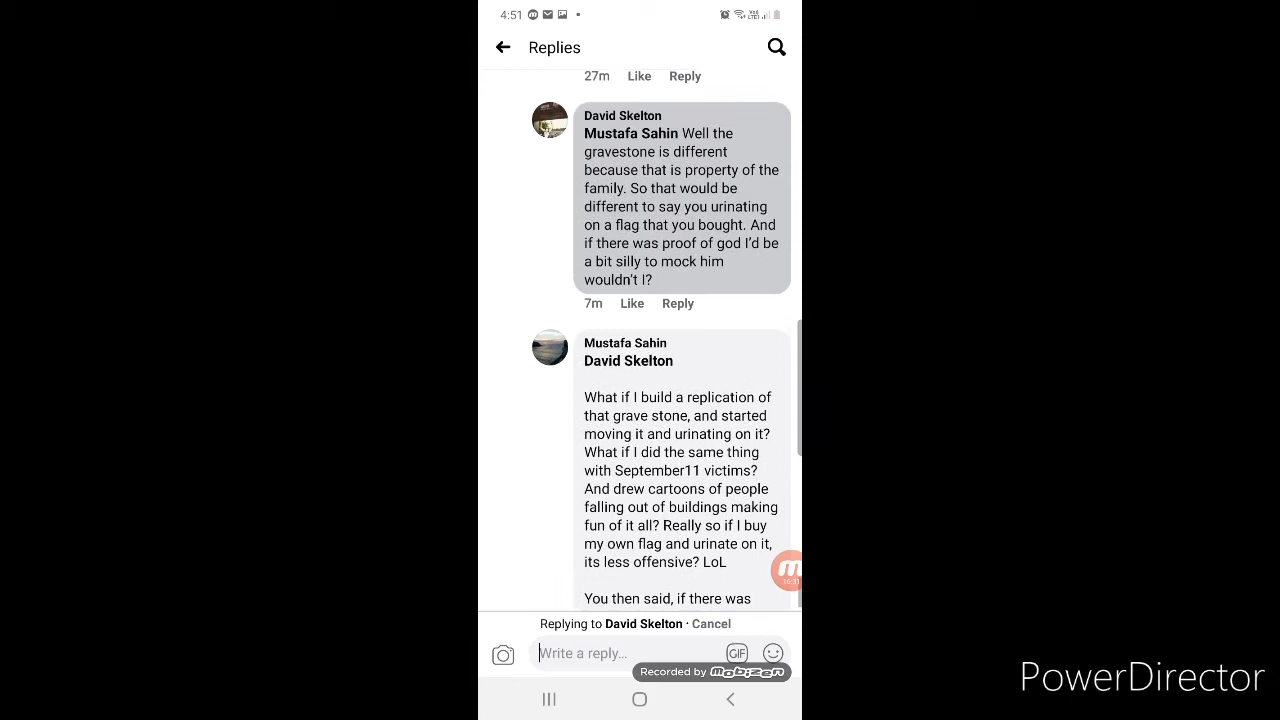 4:51
Replies
27m Like Reply
David Skelton
Mustafa Sahin Well the
gravestone is different
because that is property of the
family. So that would be
different to say you urinating
on a flag that you bought. And
if there was proof of god I'd be
a bit silly to mock him
wouldn't I?
7m Like Reply
Mustafa Sahin
David Skelton
What if I build a replication of
that grave stone, and started
moving it and urinating on it?
What if I did the same thing
with September11 victims?
And drew cartoons of people
falling out of buildings making
fun of it all? Really so if I buy
my own flag and urinate on it,
its less offensive? LoL
You then said, if there was
Replying to David Skelton · Cancel
Write a reply...
GIF
Recorded by mobizen
PowerDirector